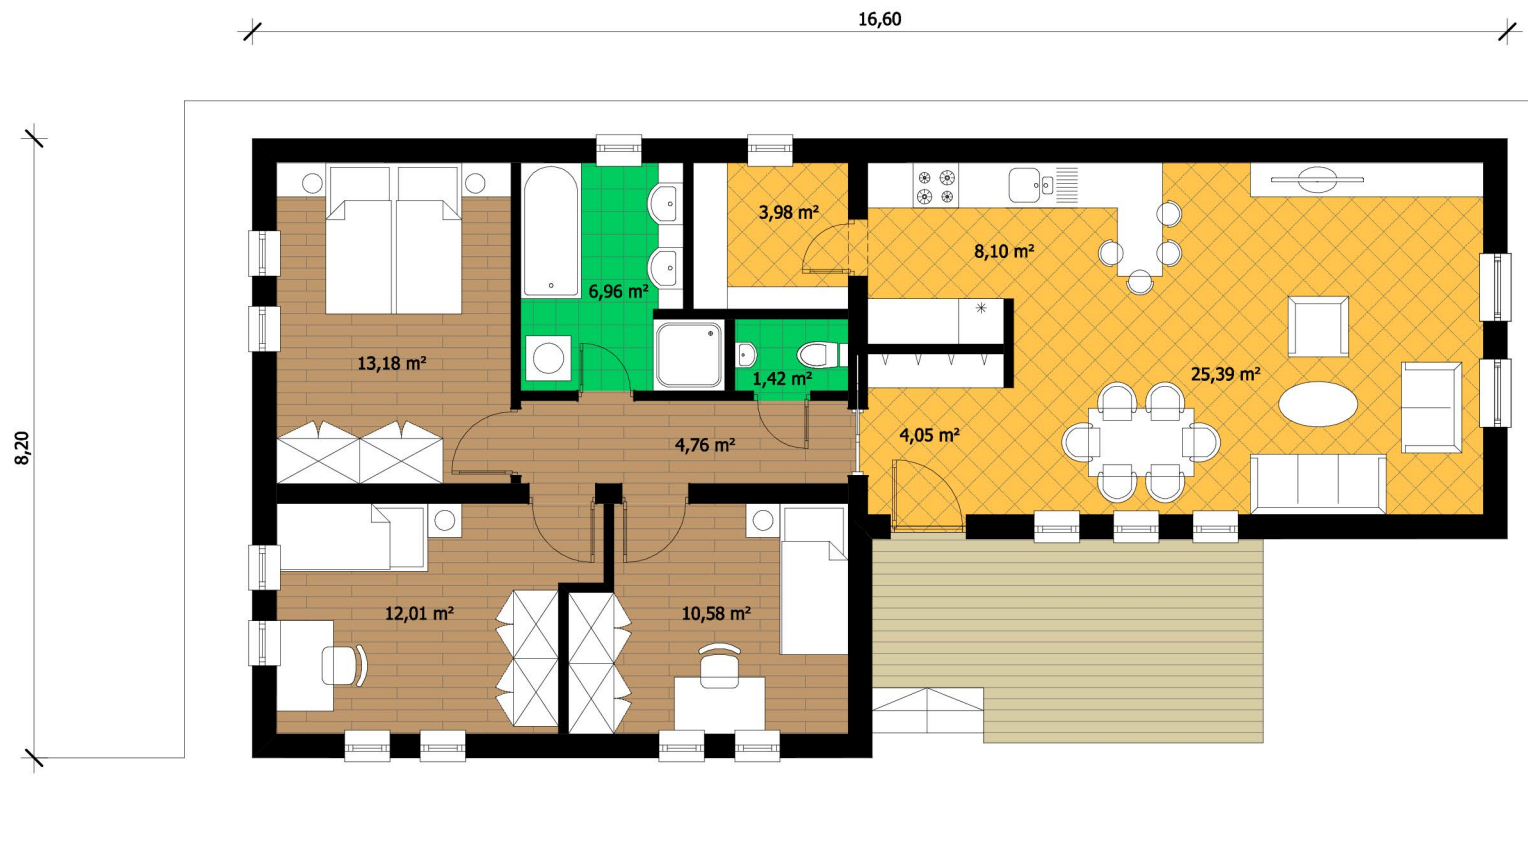 16,60
3,98 m²
8,10 m²
6,96 m²
13,18 m²
25,39 m²
1,42 m²
4,05 m²
4,76 m²
8,20
12,01 m²
10,58 m²